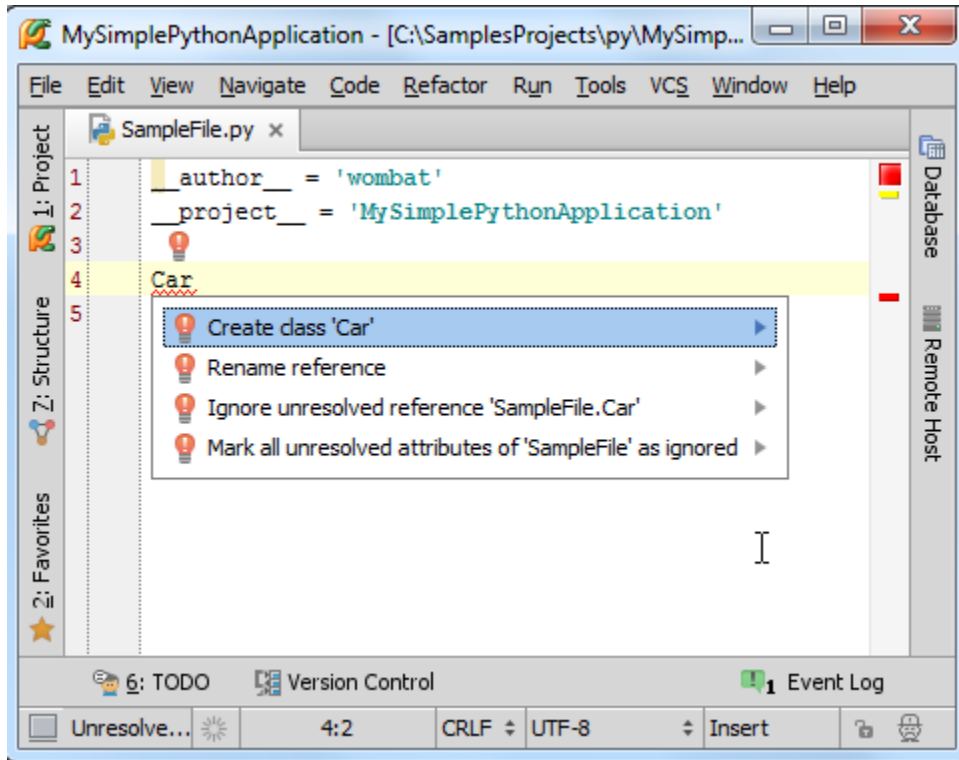 MySimplePythonApplication - [C:\SamplesProjects\py\MySimp...
File Edit View Navigate Code Refactor Run Tools VCS Window Help
SampleFile.py
1: Project
Z: Structure
2: Favorites
1 __author__ = 'wombat'
2 __project__ = 'MySimplePythonApplication'
3
4 Car
5
Create class 'Car'
Rename reference
Ignore unresolved reference 'SampleFile.Car'
Mark all unresolved attributes of 'SampleFile' as ignored
Database
Remote Host
6: TODO Version Control 1 Event Log
Unresolve... 4:2 CRLF UTF-8 Insert